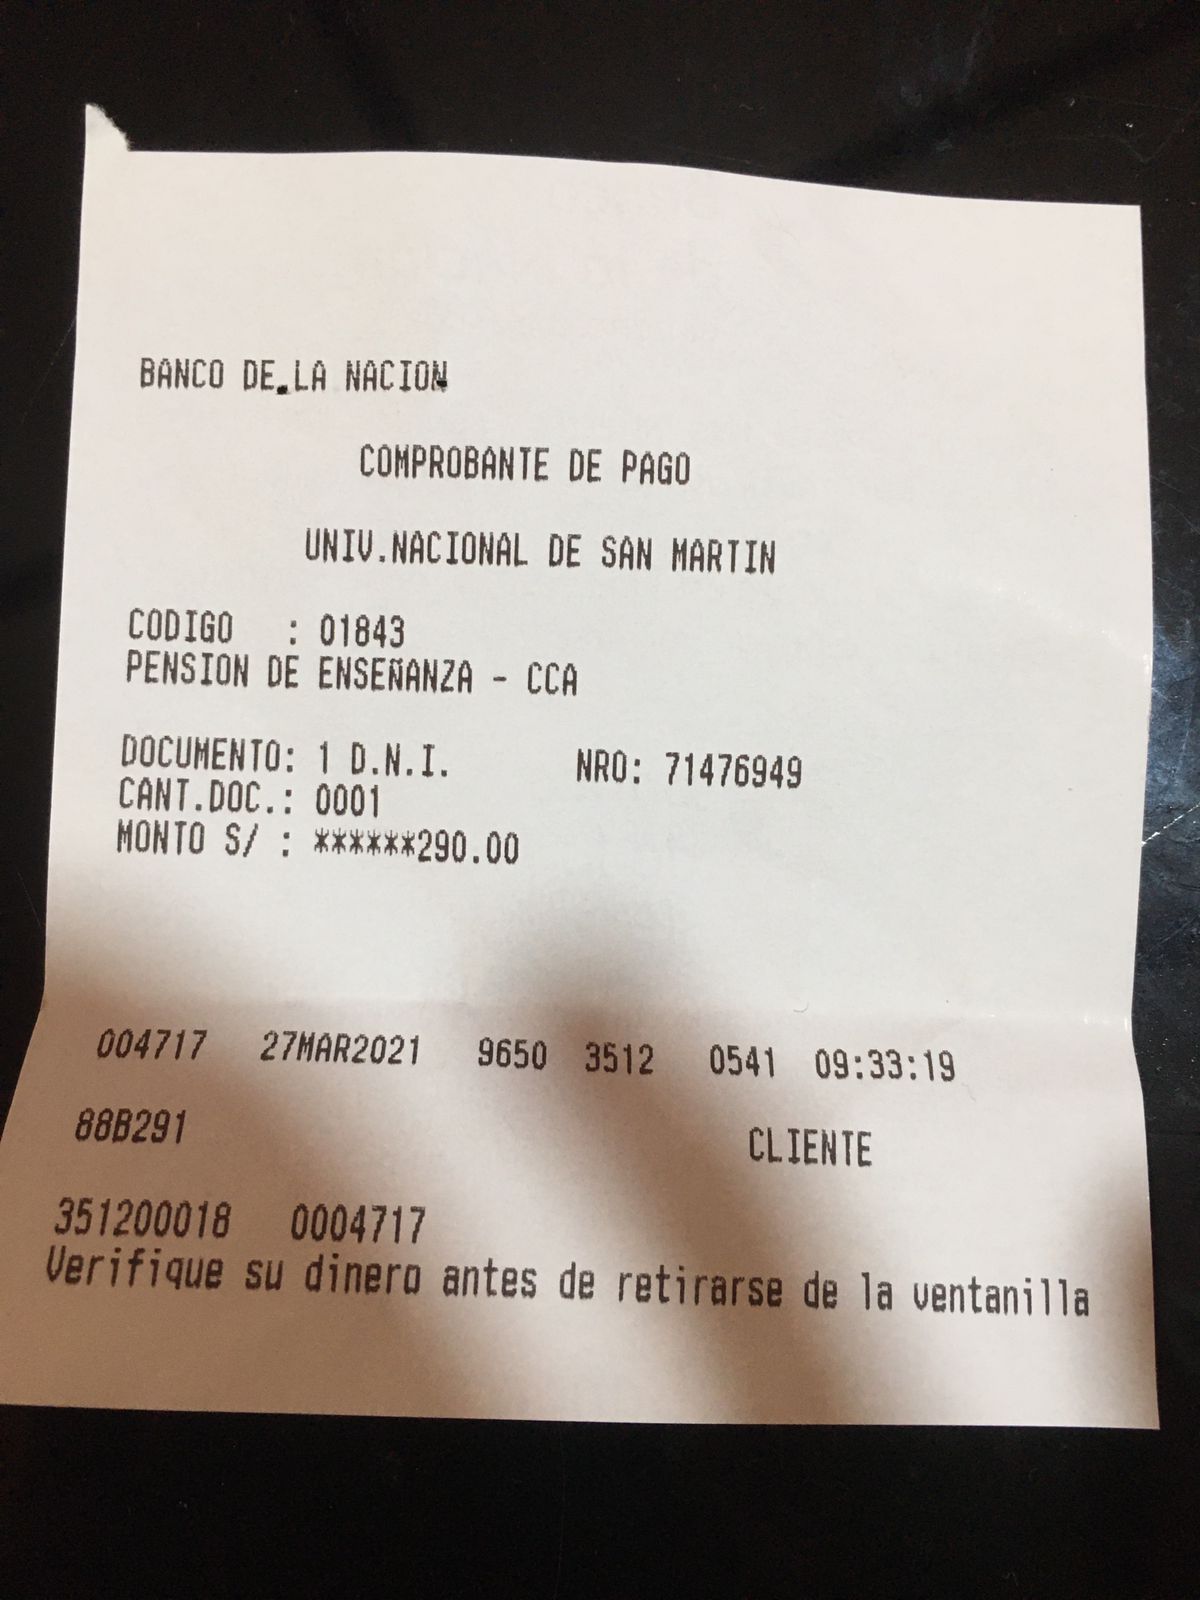 BANCO DE LA NACION
COMPROBANTE DE PAGO
UNIV.NACIONAL DE SAN MARTIN
CODIGO : 01843
PENSION DE ENSEÑANZA - CCA
DOCUMENTO: 1 D.N.I. NRO: 71476949
CANT.DOC.: 0001
MONTO S/ : ******290.00
004717 27MAR2021 9650 3512 0541 09:33:19
88B291 CLIENTE
351200018 0004717
Verifique su dinero antes de retirarse de la ventanilla